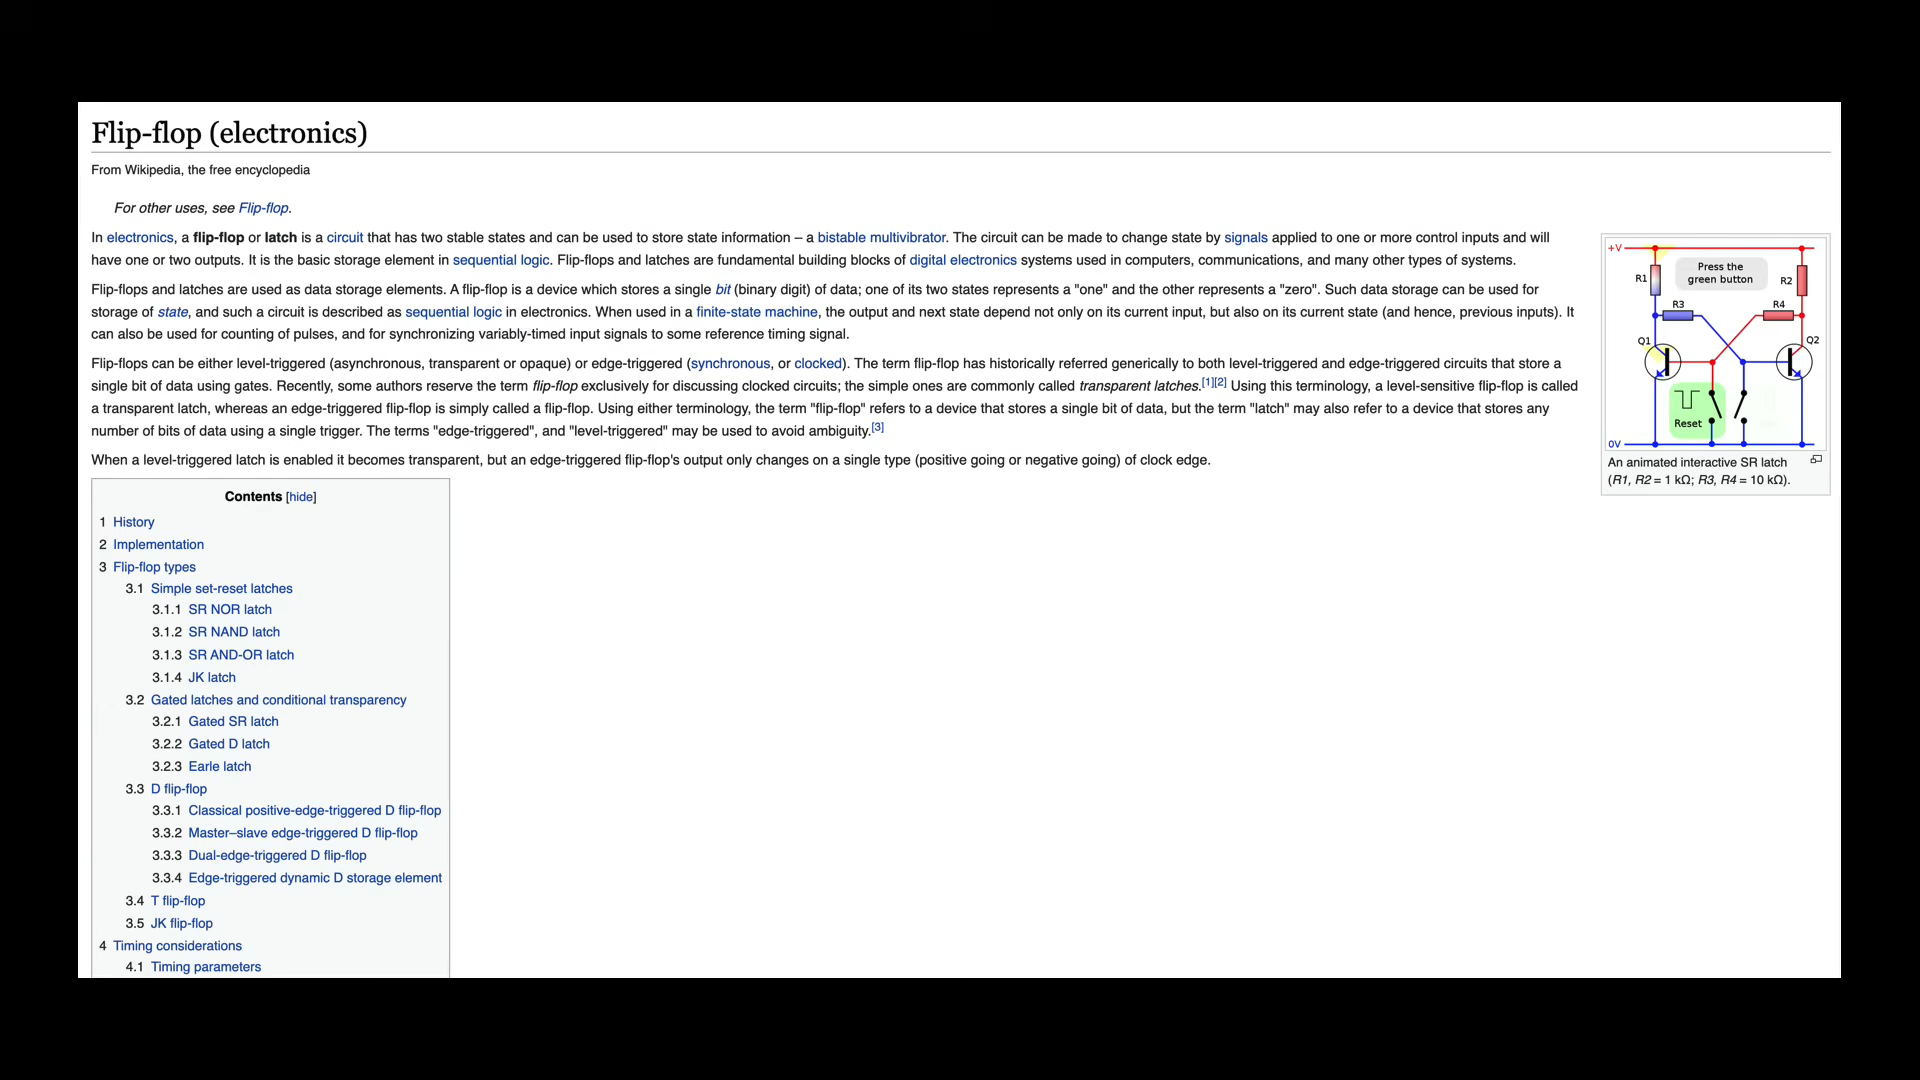 Flip-flop (electronics)
From Wikipedia, the free encyclopedia
For other uses, see Flip-flop.
In electronics, a flip-flop or latch is a circuit that has two stable states and can be used to store state information – a bistable multivibrator. The circuit can be made to change state by signals applied to one or more control inputs and will
have one or two outputs. It is the basic storage element in sequential logic. Flip-flops and latches are fundamental building blocks of digital electronics systems used in computers, communications, and many other types of systems.
Flip-flops and latches are used as data storage elements. A flip-flop is a device which stores a single bit (binary digit) of data; one of its two states represents a "one" and the other represents a "zero". Such data storage can be used for
storage of state, and such a circuit is described as sequential logic in electronics. When used in a finite-state machine, the output and next state depend not only on its current input, but also on its current state (and hence, previous inputs). It
can also be used for counting of pulses, and for synchronizing variably-timed input signals to some reference timing signal.
Flip-flops can be either level-triggered (asynchronous, transparent or opaque) or edge-triggered (synchronous, or clocked). The term flip-flop has historically referred generically to both level-triggered and edge-triggered circuits that store a
single bit of data using gates. Recently, some authors reserve the term flip-flop exclusively for discussing clocked circuits; the simple ones are commonly called transparent latches.[1][2] Using this terminology, a level-sensitive flip-flop is called
a transparent latch, whereas an edge-triggered flip-flop is simply called a flip-flop. Using either terminology, the term "flip-flop" refers to a device that stores a single bit of data, but the term "latch" may also refer to a device that stores any
number of bits of data using a single trigger. The terms "edge-triggered", and "level-triggered" may be used to avoid ambiguity.[3]
When a level-triggered latch is enabled it becomes transparent, but an edge-triggered flip-flop's output only changes on a single type (positive going or negative going) of clock edge.
+V
Press the
green button
R1
R2
R3
R4
Q1
Q2
Reset
0V
An animated interactive SR latch
(R1, R2 = 1 kΩ; R3, R4 = 10 kΩ).
Contents [hide]
1 History
2 Implementation
3 Flip-flop types
3.1 Simple set-reset latches
3.1.1 SR NOR latch
3.1.2 SR NAND latch
3.1.3 SR AND-OR latch
3.1.4 JK latch
3.2 Gated latches and conditional transparency
3.2.1 Gated SR latch
3.2.2 Gated D latch
3.2.3 Earle latch
3.3 D flip-flop
3.3.1 Classical positive-edge-triggered D flip-flop
3.3.2 Master–slave edge-triggered D flip-flop
3.3.3 Dual-edge-triggered D flip-flop
3.3.4 Edge-triggered dynamic D storage element
3.4 T flip-flop
3.5 JK flip-flop
4 Timing considerations
4.1 Timing parameters